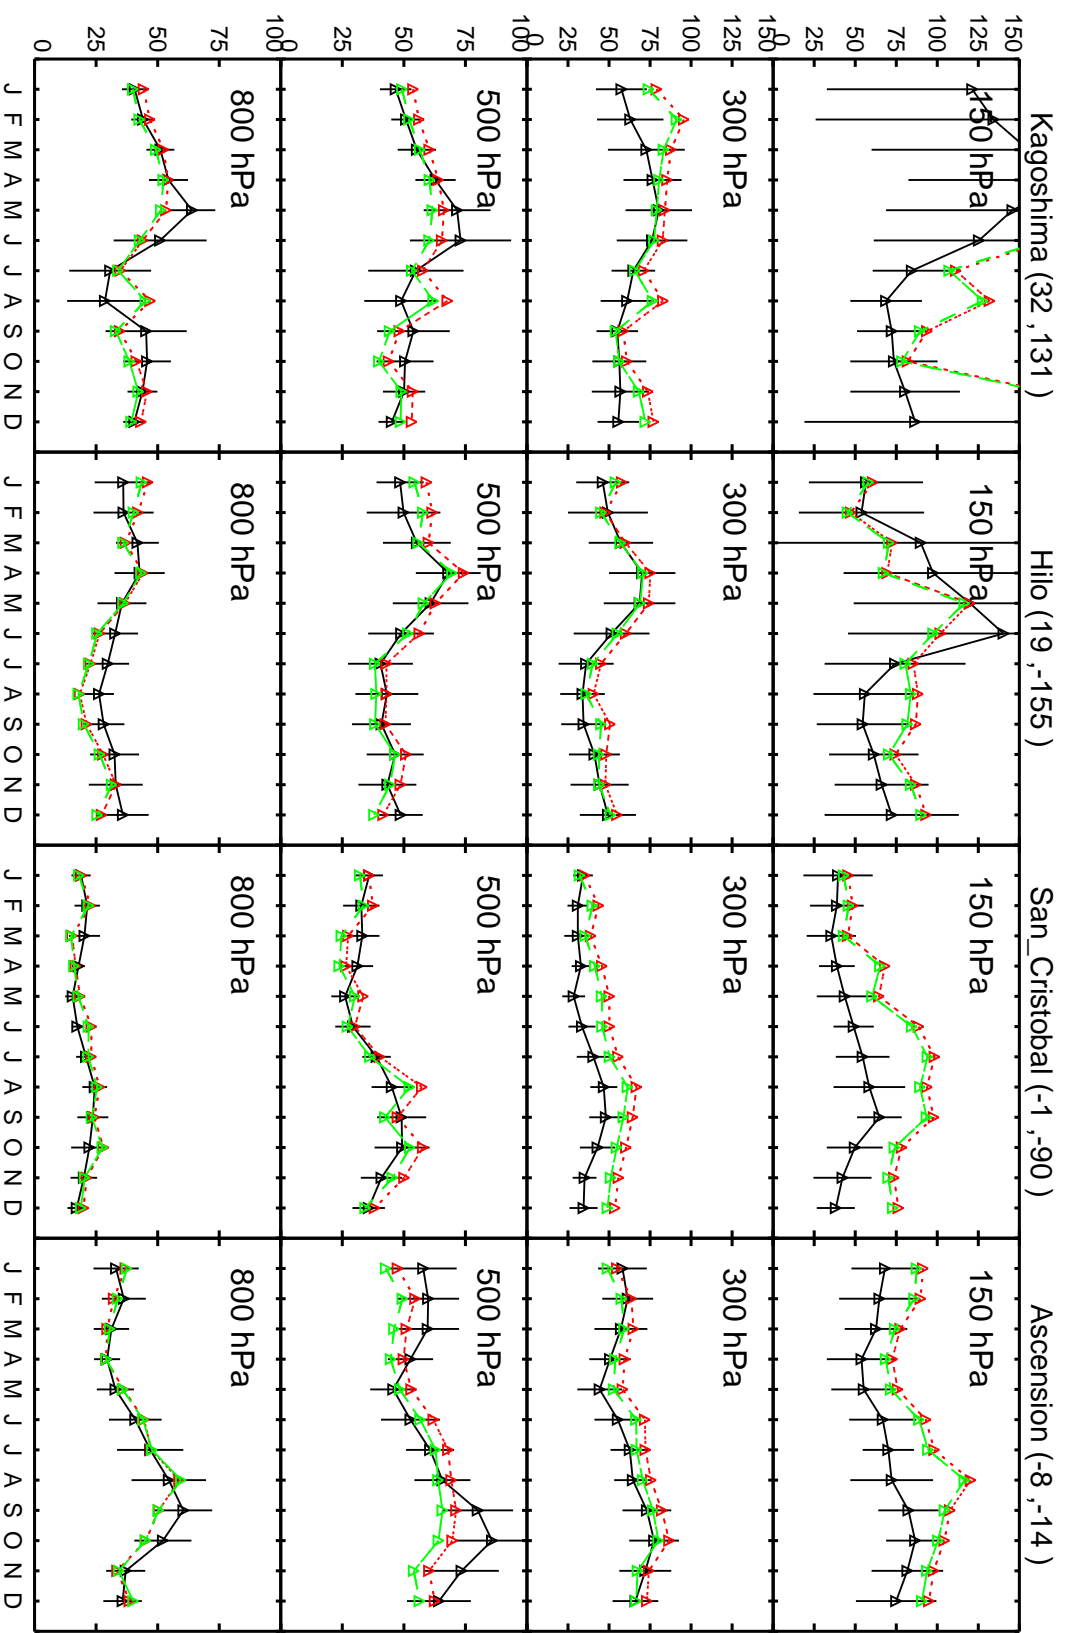 Kagoshima (32 ,131 )
Hilo (19 ,-155 )
San_Cristobal (-1 ,-90 )
Ascension (-8 ,-14 )
150
125
100
75
50
25
0
150 hPa
150 hPa
150 hPa
150 hPa
150
125
100
75
50
25
0
300 hPa
300 hPa
300 hPa
300 hPa
100
75
50
25
0
500 hPa
500 hPa
500 hPa
500 hPa
100
75
50
25
0
800 hPa
800 hPa
800 hPa
800 hPa
J F M A M J J A S O N D
J F M A M J J A S O N D
J F M A M J J A S O N D
J F M A M J J A S O N D